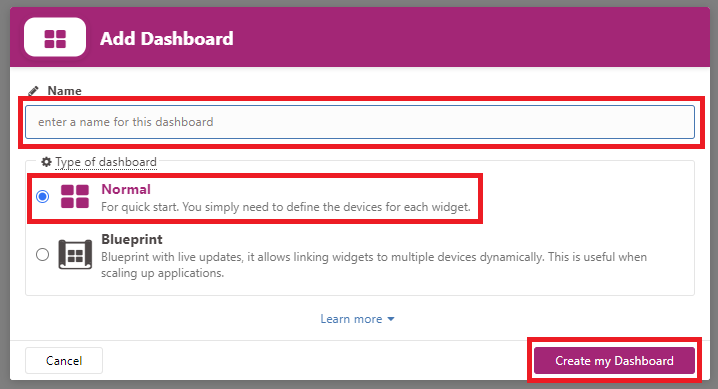 Add Dashboard
Name
enter a name for this dashboard
Type of dashboard
Normal
For quick start. You simply need to define the devices for each widget.
Blueprint
Blueprint with live updates, it allows linking widgets to multiple devices dynamically. This is useful when
scaling up applications.
Learn more
Cancel
Create my Dashboard